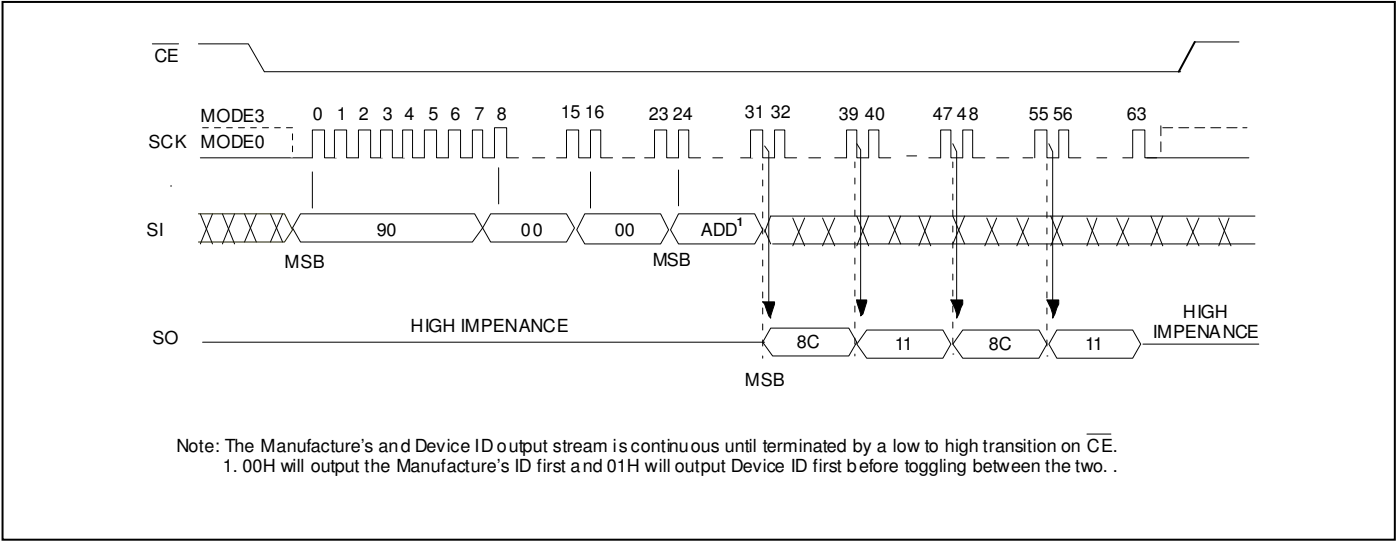 CE
MODE3 0 1 2 3 4 5 6 7 8 15 16 23 24 31 32 39 40 47 48 55 56 63
SCK MODE0
SI 90 00 00 ADD1
MSB MSB
SO HIGH IMPENANCE 8C 11 8C 11 HIGH IMPENANCE
MSB
Note: The Manufacture's and Device ID output stream is continuous until terminated by a low to high transition on CE.
1. 00H will output the Manufacture's ID first and 01H will output Device ID first before toggling between the two. .